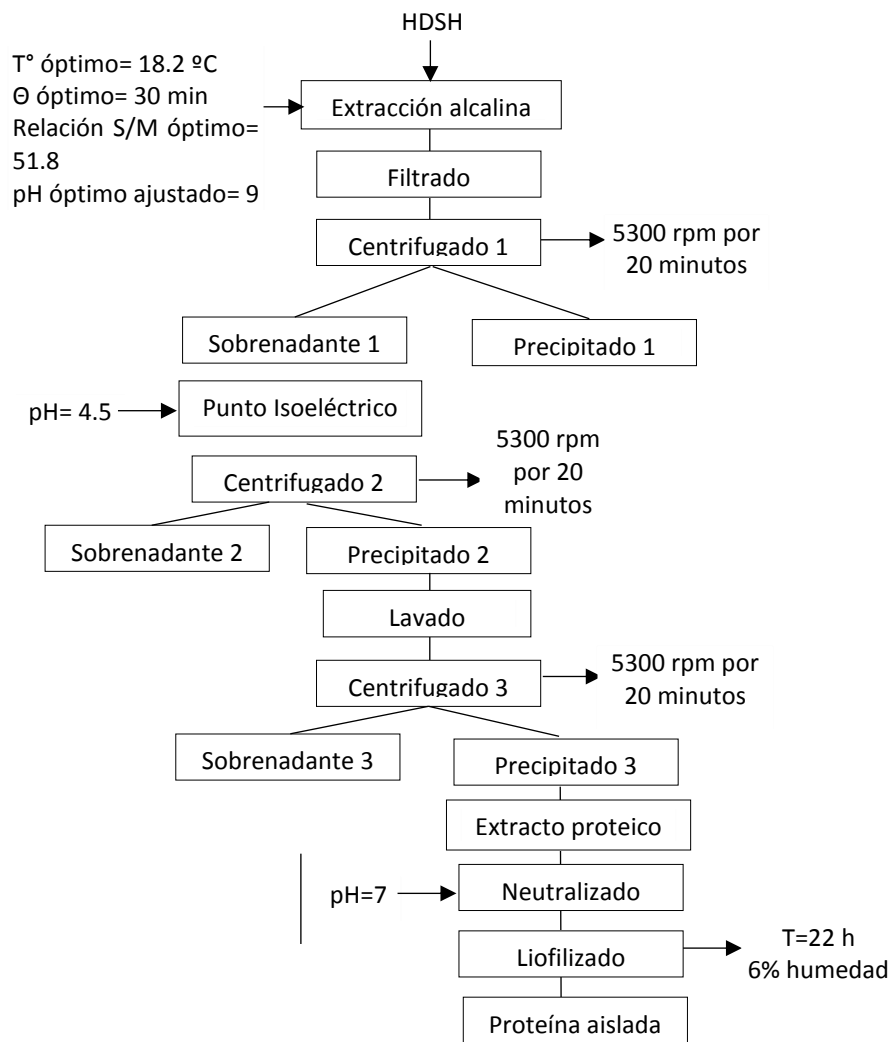 HDSH
T° óptimo= 18.2 ºC
Θ óptimo= 30 min
Relación S/M óptimo=
51.8
pH óptimo ajustado= 9
Extracción alcalina
Filtrado
Centrifugado 1
5300 rpm por
20 minutos
Sobrenadante 1
Precipitado 1
pH= 4.5
Punto Isoeléctrico
Centrifugado 2
5300 rpm
por 20
minutos
Sobrenadante 2
Precipitado 2
Lavado
Centrifugado 3
5300 rpm por
20 minutos
Sobrenadante 3
Precipitado 3
Extracto proteico
pH=7
Neutralizado
Liofilizado
T=22 h
6% humedad
Proteína aislada